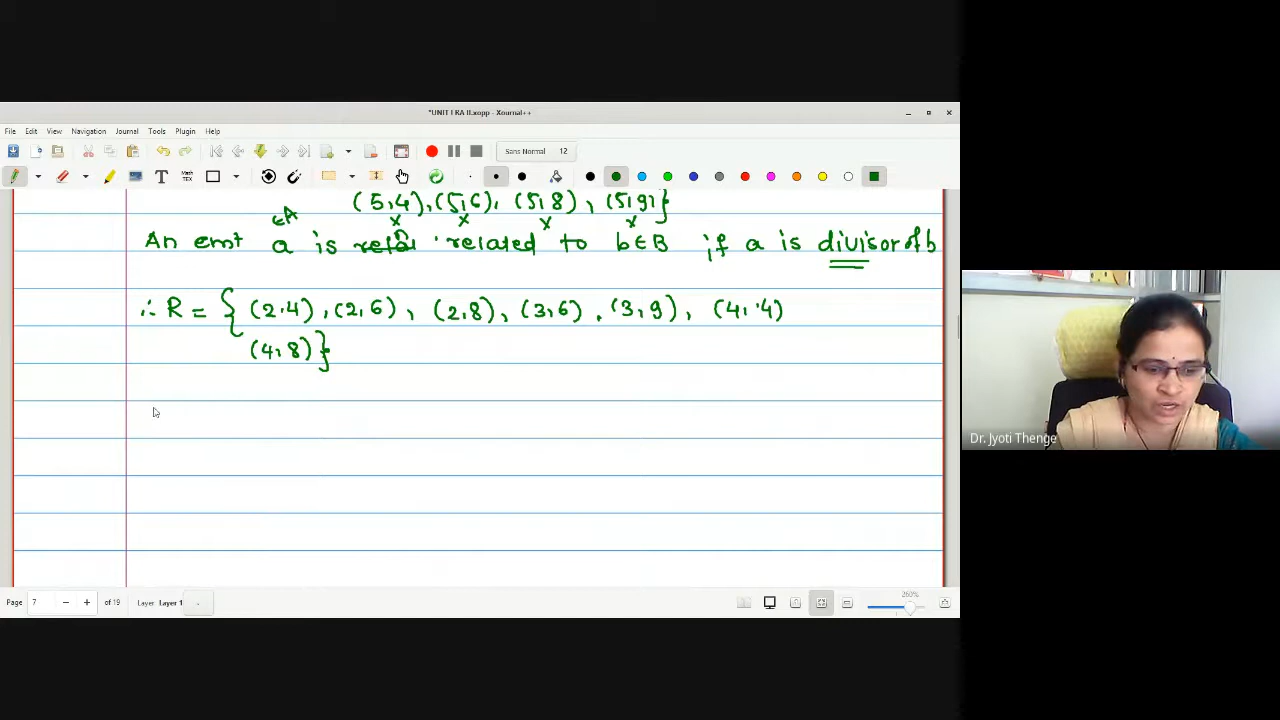 *UNIT I RA II.xopp - Xournal++
File Edit View Navigation Journal Tools Plugin Help
Sans Normal 12
(5,4),(5,6), (5,8), (5,9)}
x x x x
∈A
An emt a is related to b∈B if a is divisor of b
∴ R = { (2,4), (2,6), (2,8), (3,6), (3,9), (4,4)
(4,8)}
Dr. Jyoti Thenge
Page 7 of 19 Layer Layer 1
260%